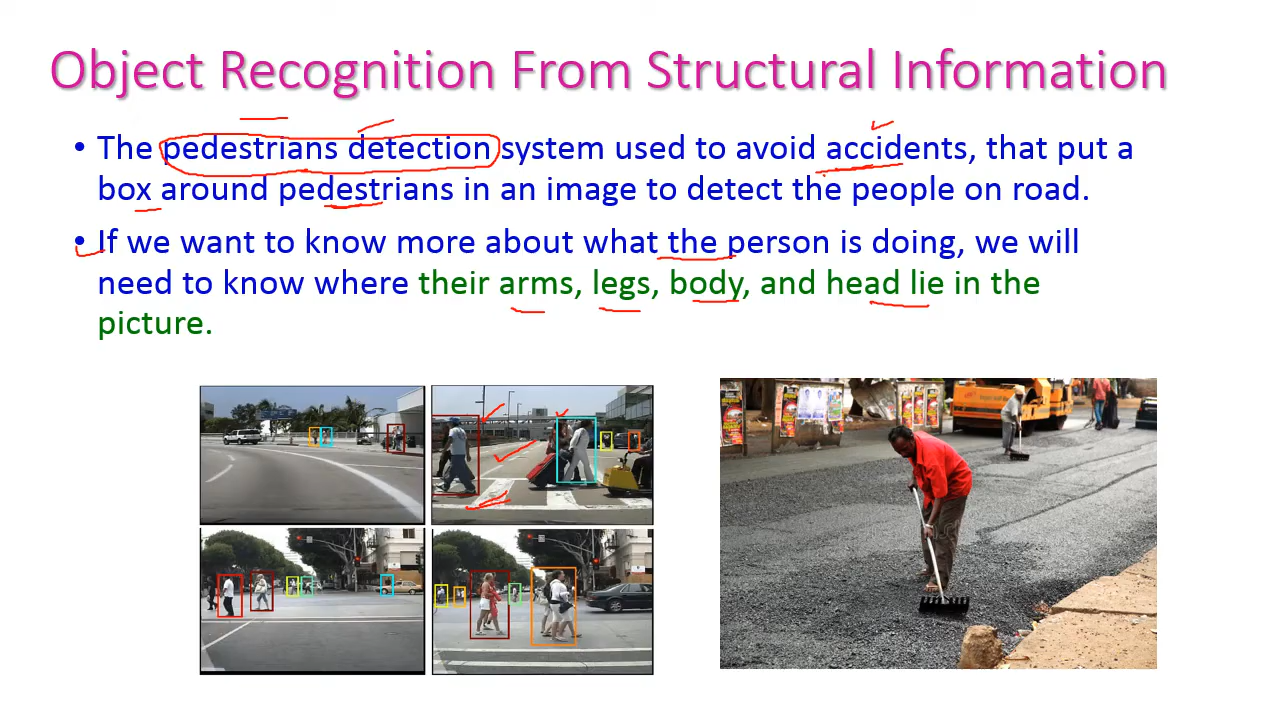 Object Recognition From Structural Information
• The pedestrians detection system used to avoid accidents, that put a
box around pedestrians in an image to detect the people on road.
• If we want to know more about what the person is doing, we will
need to know where their arms, legs, body, and head lie in the
picture.